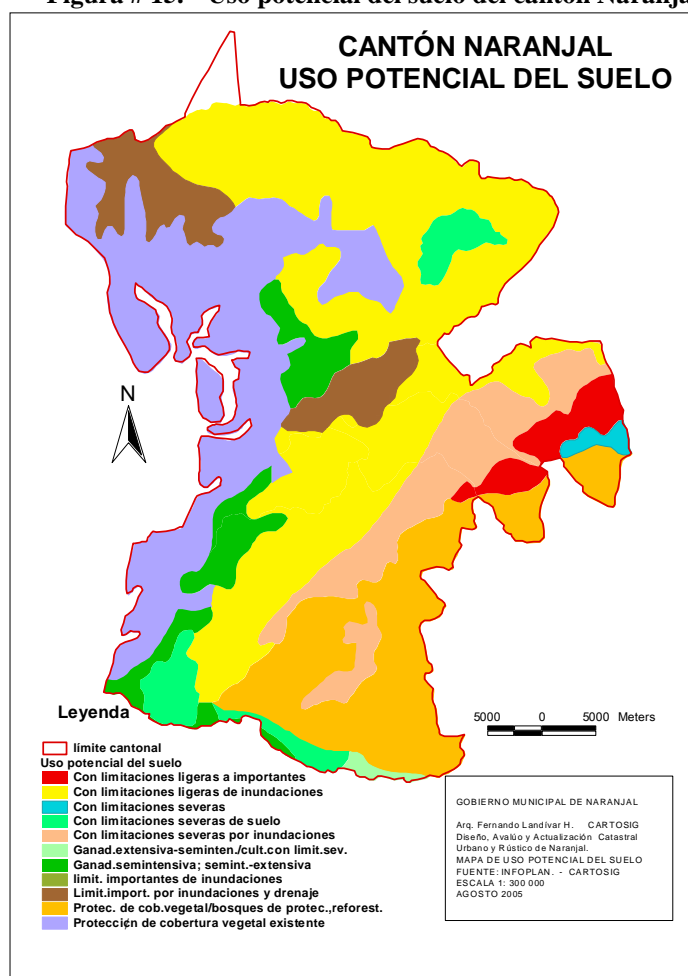 Figura # 15. Uso potencial del suelo del cantón Naranja
CANTÓN NARANJAL
USO POTENCIAL DEL SUELO
N
5000 0 5000 Meters
Leyenda
límite cantonal
Uso potencial del suelo
Con limitaciones ligeras a importantes
Con limitaciones ligeras de inundaciones
Con limitaciones severas
Con limitaciones severas de suelo
Con limitaciones severas por inundaciones
Ganad.extensiva-seminten./cult.con limit.sev.
Ganad.semintensiva; semint.-extensiva
limit. importantes de inundaciones
Limit.import. por inundaciones y drenaje
Protec. de cob.vegetal/bosques de protec.,reforest.
Protección de cobertura vegetal existente
GOBIERNO MUNICIPAL DE NARANJAL
Arq. Fernando Landívar H. CARTOSIG
Diseño, Avalúo y Actualización Catastral
Urbano y Rústico de Naranjal.
MAPA DE USO POTENCIAL DEL SUELO
FUENTE: INFOPLAN. - CARTOSIG
ESCALA 1: 300 000
AGOSTO 2005